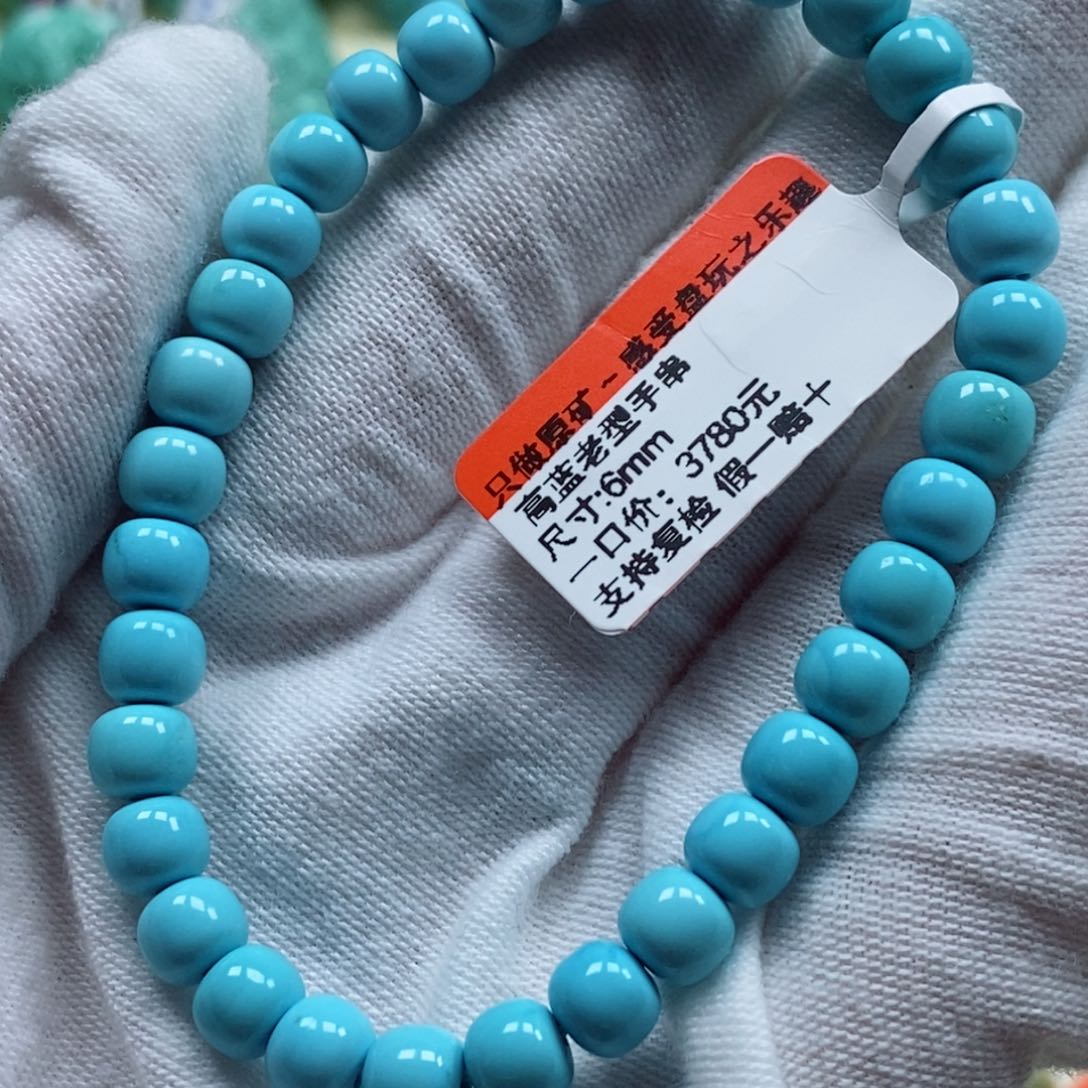 只做原矿~感受盘玩之乐趣
高蓝老型手串
尺寸:6mm
一口价：3780元
支持复检 假一赔十